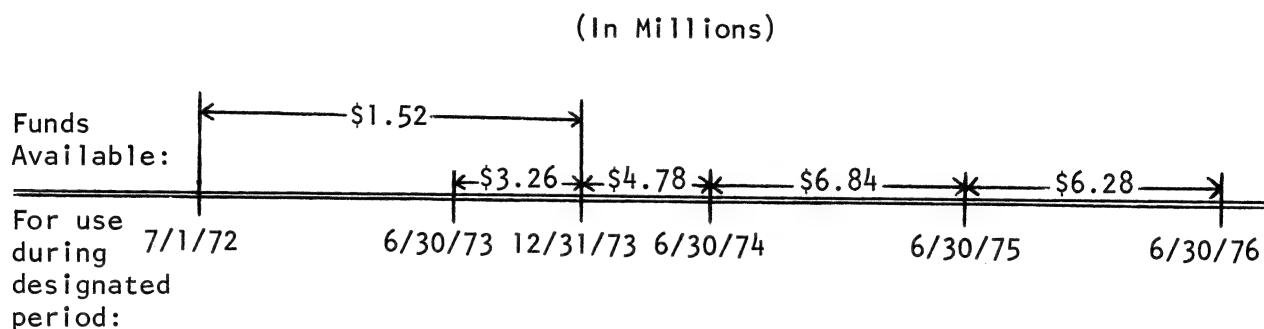 (In Millions)
Funds
Available:
$1.52
$3.26 $4.78 $6.84 $6.28
For use
during
designated
period:
7/1/72 6/30/73 12/31/73 6/30/74 6/30/75 6/30/76